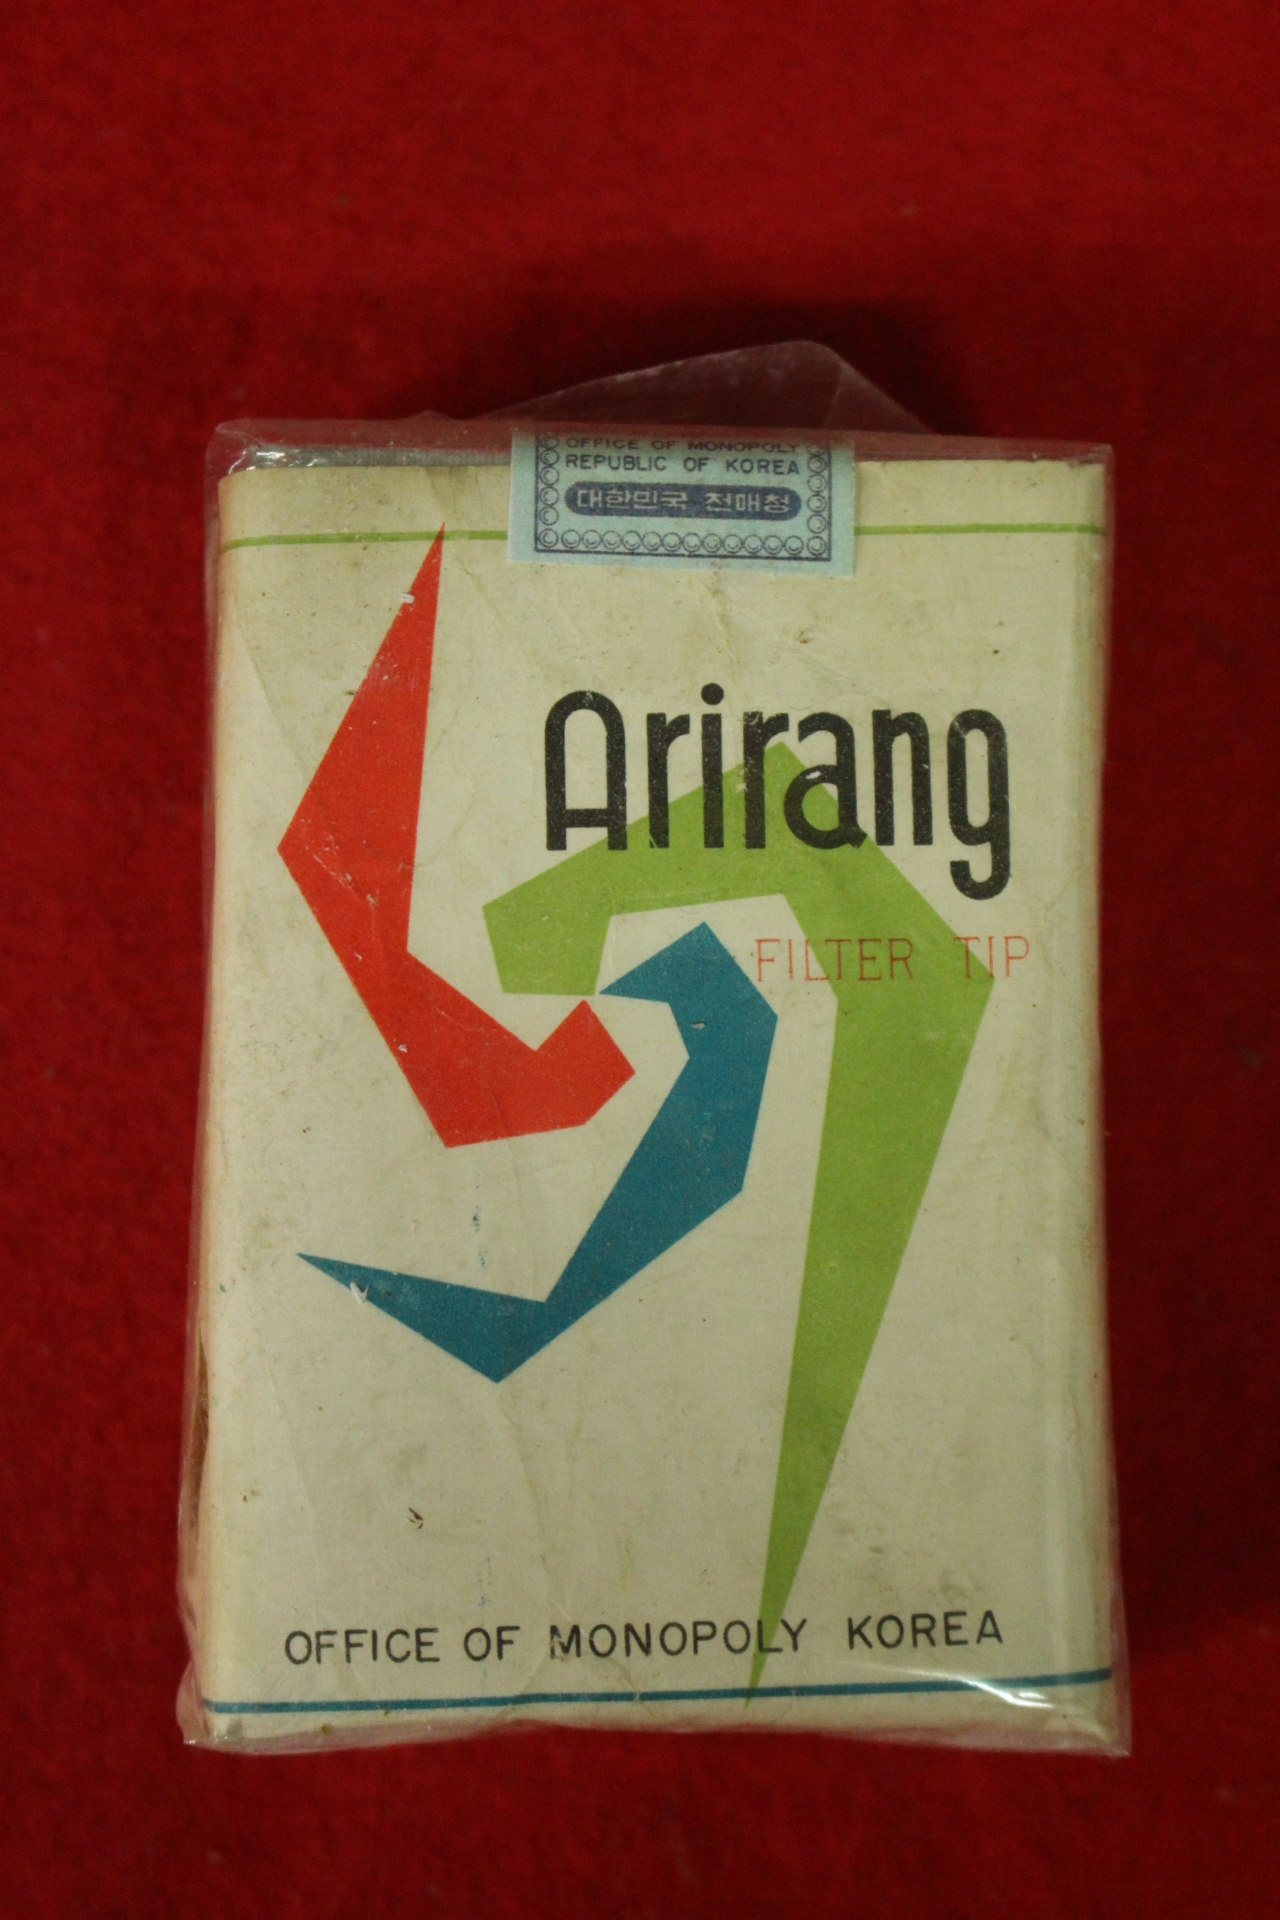 OFFICE OF MONOPOLY
REPUBLIC OF KOREA
대한민국 전매청
Arirang
FILTER TIP
OFFICE OF MONOPOLY KOREA